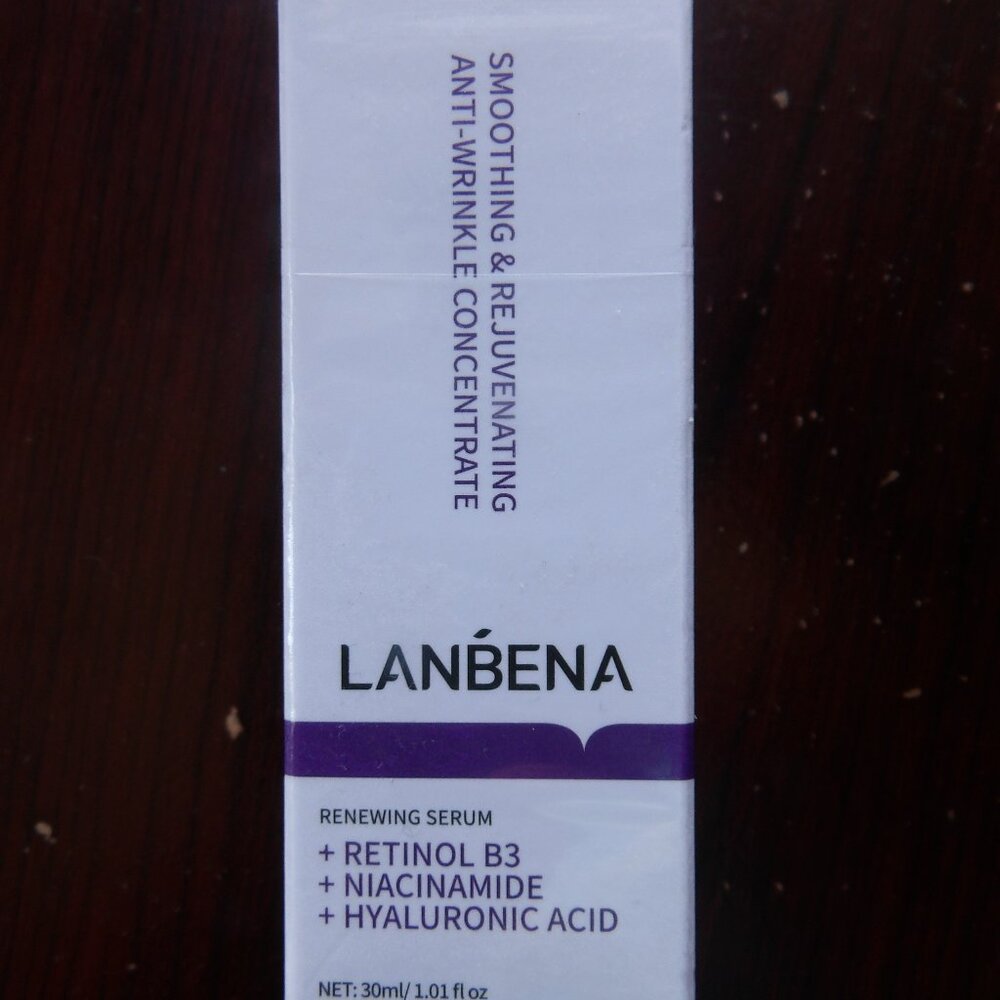 SMOOTHING & REJUVENATING
ANTI-WRINKLE CONCENTRATE
LANBENA
RENEWING SERUM
+ RETINOL B3
+ NIACINAMIDE
+ HYALURONIC ACID
NET: 30ml/ 1.01 fl oz